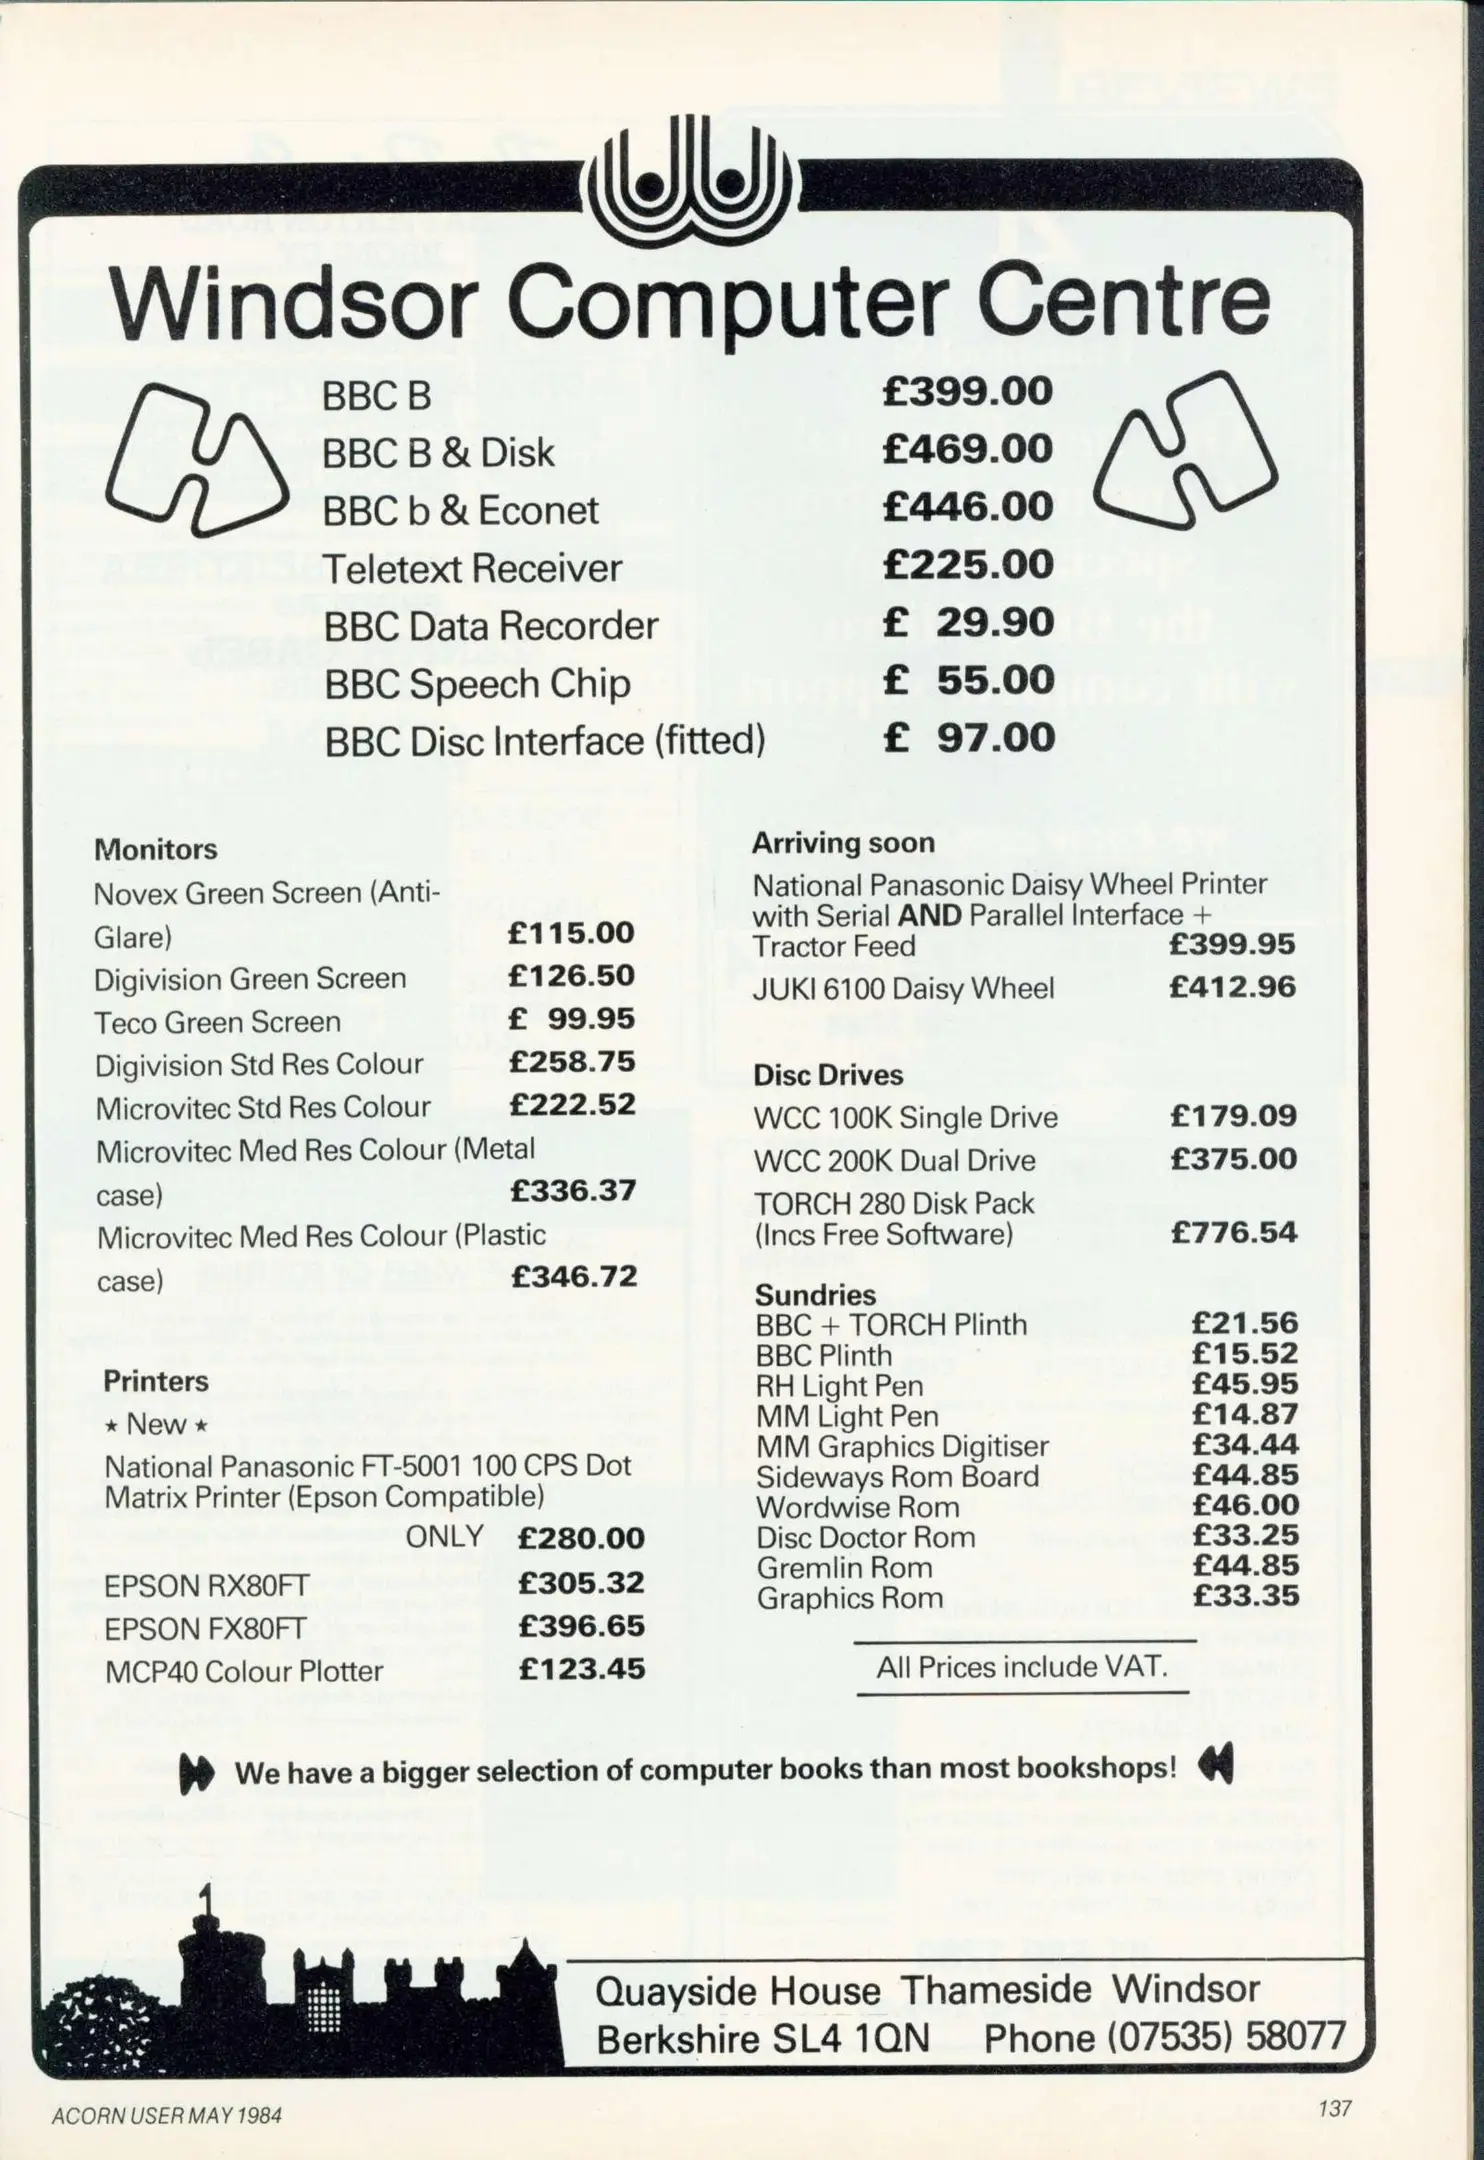 Windsor Computer Centre
BBC B £399.00
BBC B & Disk £469.00
BBC b & Econet £446.00
Teletext Receiver £225.00
BBC Data Recorder £ 29.90
BBC Speech Chip £ 55.00
BBC Disc Interface (fitted) £ 97.00
Monitors
Novex Green Screen (Anti-
Glare) £115.00
Digivision Green Screen £126.50
Teco Green Screen £ 99.95
Digivision Std Res Colour £258.75
Microvitec Std Res Colour £222.52
Microvitec Med Res Colour (Metal
case) £336.37
Microvitec Med Res Colour (Plastic
case) £346.72
Printers
★ New ★
National Panasonic FT-5001 100 CPS Dot
Matrix Printer (Epson Compatible)
ONLY £280.00
EPSON RX80FT £305.32
EPSON FX80FT £396.65
MCP40 Colour Plotter £123.45
Arriving soon
National Panasonic Daisy Wheel Printer
with Serial AND Parallel Interface +
Tractor Feed £399.95
JUKI 6100 Daisy Wheel £412.96
Disc Drives
WCC 100K Single Drive £179.09
WCC 200K Dual Drive £375.00
TORCH 280 Disk Pack
(Incs Free Software) £776.54
Sundries
BBC + TORCH Plinth £21.56
BBC Plinth £15.52
RH Light Pen £45.95
MM Light Pen £14.87
MM Graphics Digitiser £34.44
Sideways Rom Board £44.85
Wordwise Rom £46.00
Disc Doctor Rom £33.25
Gremlin Rom £44.85
Graphics Rom £33.35
All Prices include VAT.
We have a bigger selection of computer books than most bookshops!
Quayside House Thameside Windsor
Berkshire SL4 1QN Phone (07535) 58077
ACORN USER MAY 1984 137